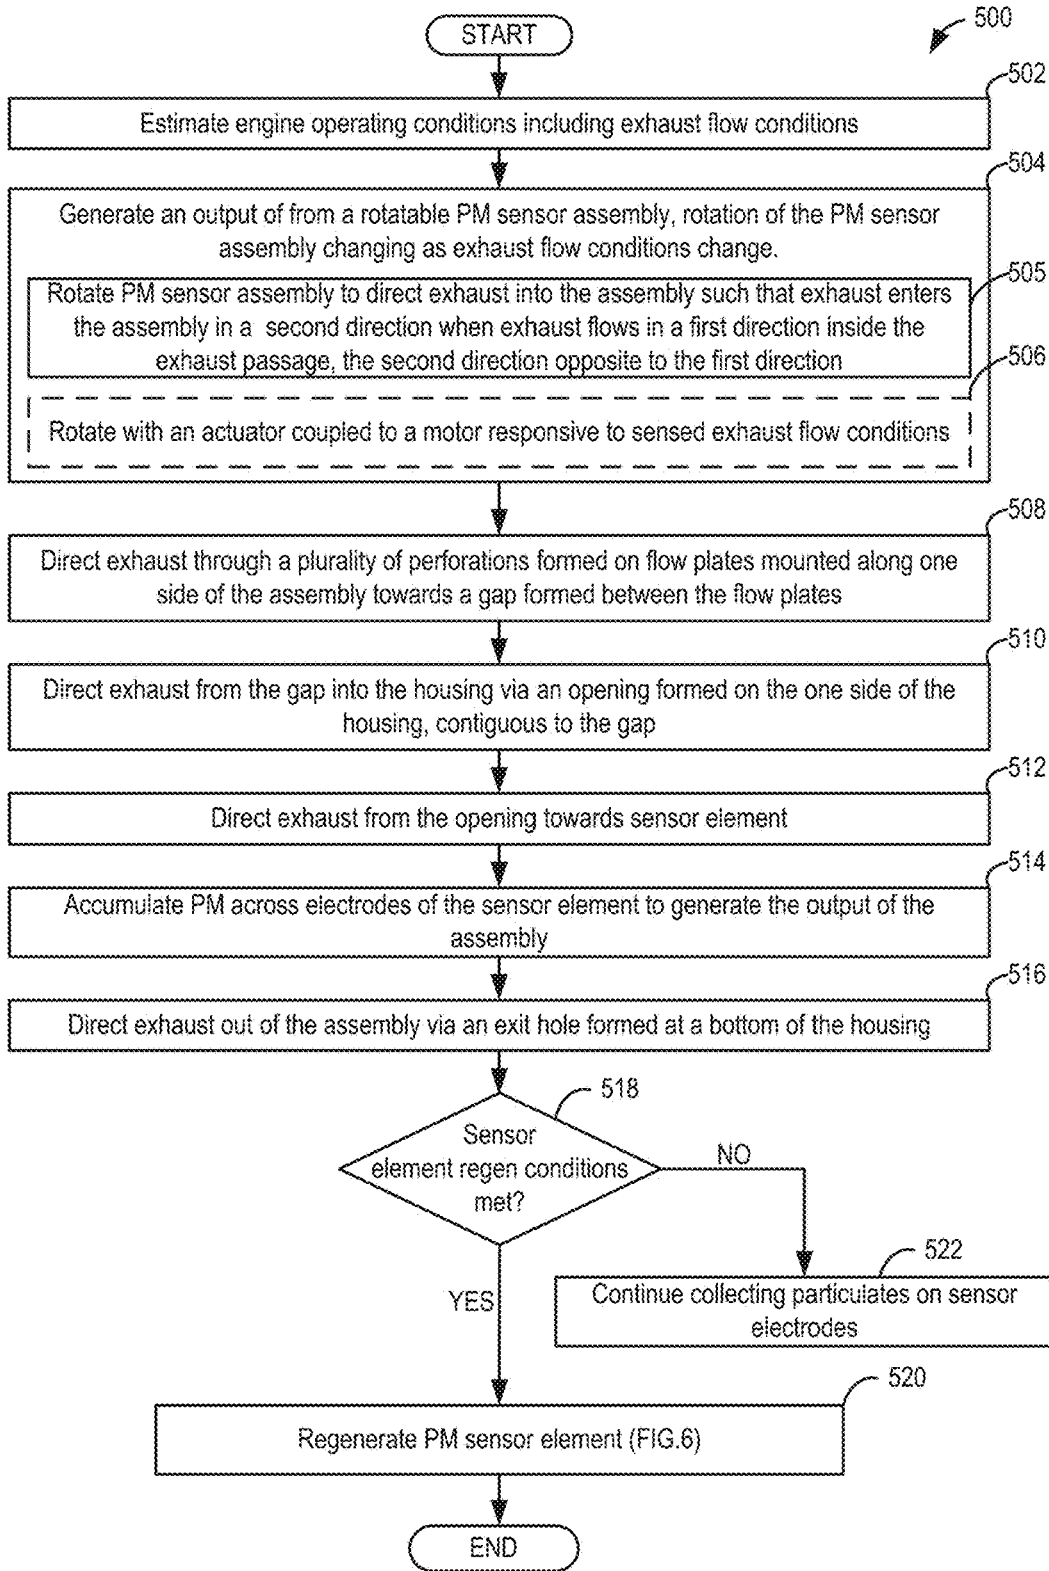 START
500
502
Estimate engine operating conditions including exhaust flow conditions
504
Generate an output of from a rotatable PM sensor assembly, rotation of the PM sensor
assembly changing as exhaust flow conditions change.
505
Rotate PM sensor assembly to direct exhaust into the assembly such that exhaust enters
the assembly in a second direction when exhaust flows in a first direction inside the
exhaust passage, the second direction opposite to the first direction
506
Rotate with an actuator coupled to a motor responsive to sensed exhaust flow conditions
508
Direct exhaust through a plurality of perforations formed on flow plates mounted along one
side of the assembly towards a gap formed between the flow plates
510
Direct exhaust from the gap into the housing via an opening formed on the one side of the
housing, contiguous to the gap
512
Direct exhaust from the opening towards sensor element
514
Accumulate PM across electrodes of the sensor element to generate the output of the
assembly
516
Direct exhaust out of the assembly via an exit hole formed at a bottom of the housing
518
Sensor
element regen conditions
met?
NO
522
Continue collecting particulates on sensor
electrodes
YES
520
Regenerate PM sensor element (FIG.6)
END